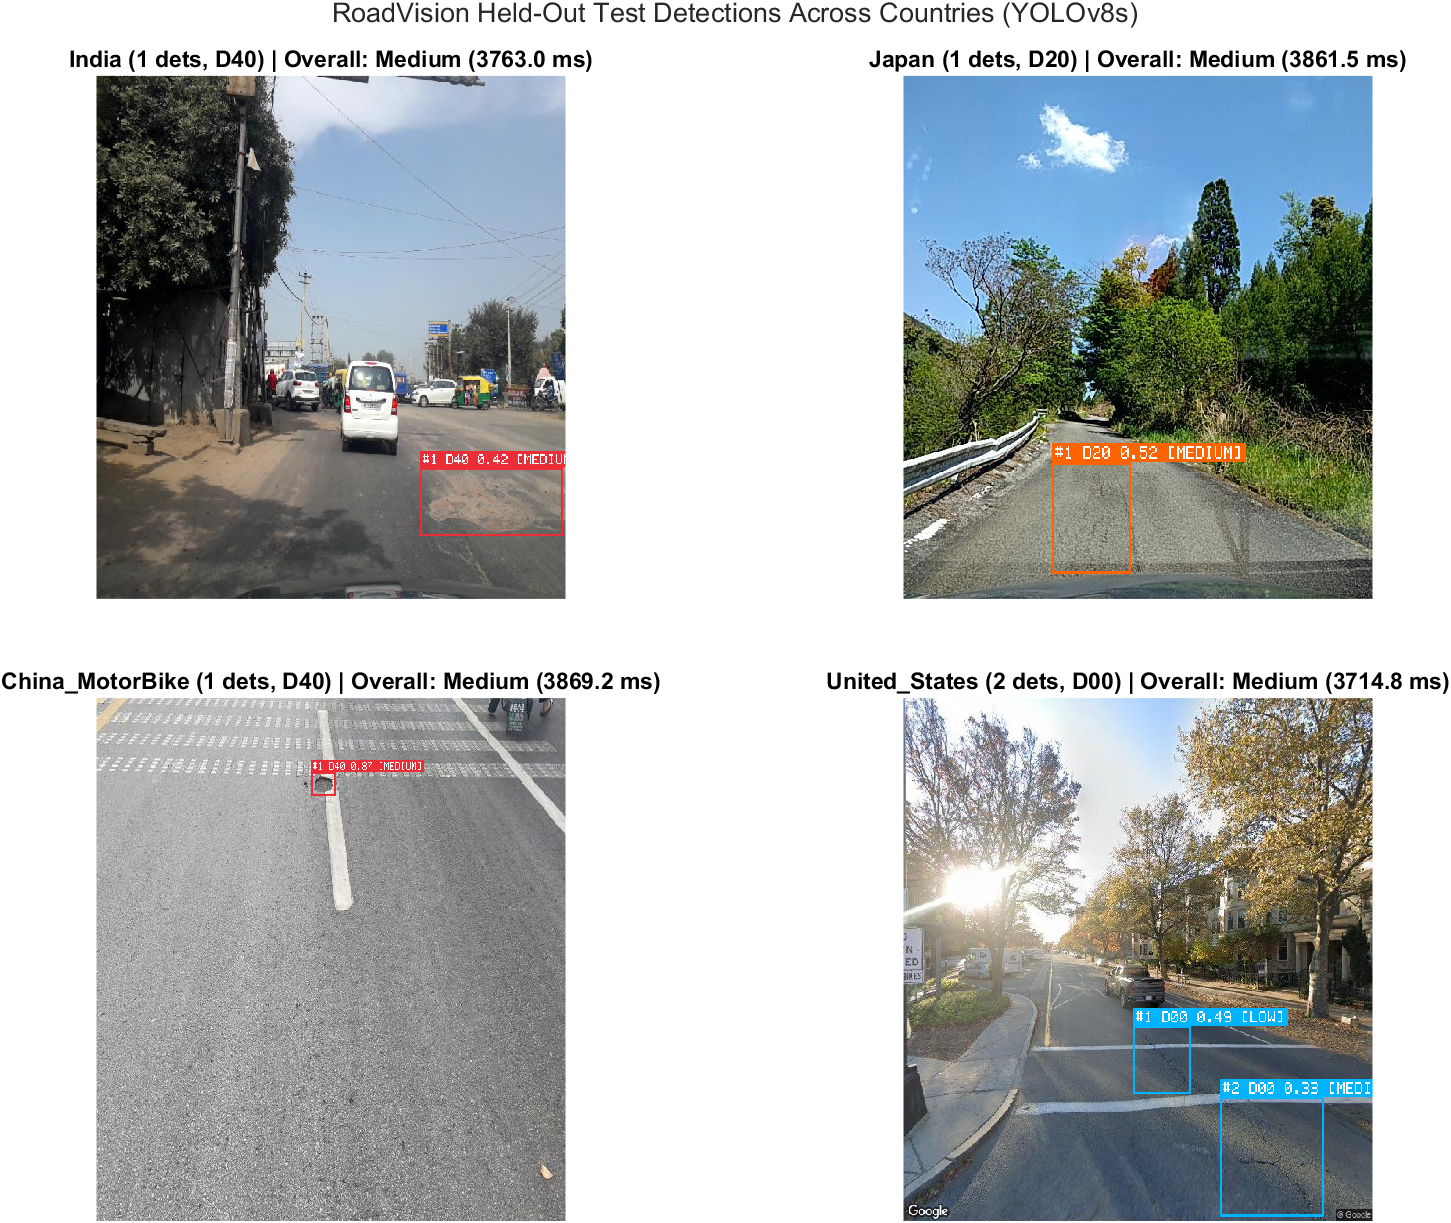 RoadVision Held-Out Test Detections Across Countries (YOLOv8s)
India (1 dets, D40) | Overall: Medium (3763.0 ms)
#1 D40 0.42 [MEDIUM
Japan (1 dets, D20) | Overall: Medium (3861.5 ms)
#1 D20 0.52 [MEDIUM]
China_MotorBike (1 dets, D40) | Overall: Medium (3869.2 ms)
#1 D40 0.87 [MEDIUM]
United_States (2 dets, D00) | Overall: Medium (3714.8 ms)
ED
BIKES
#1 D00 0.49 [LOW]
#2 D00 0.33 [MEDI
Google
© Google